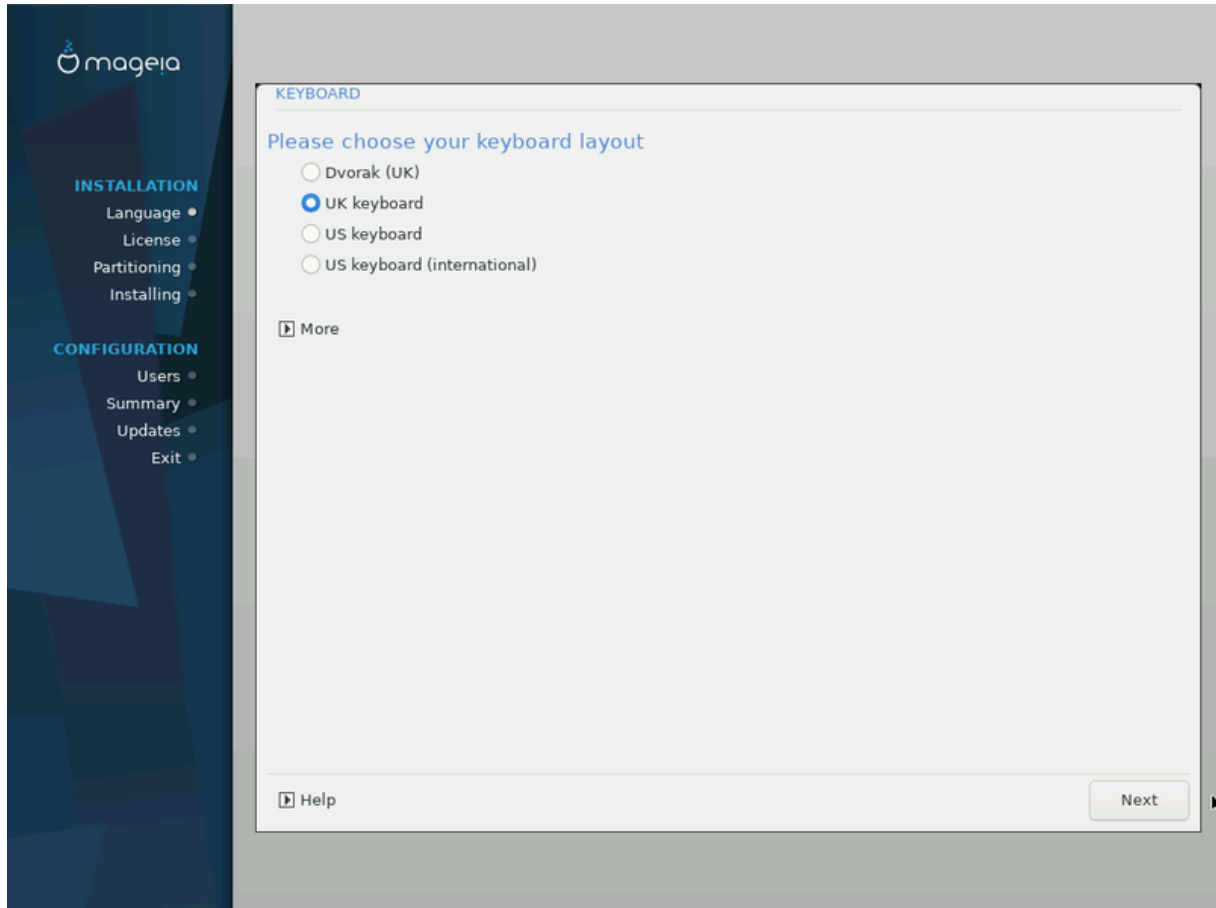 mageia
INSTALLATION
Language
License
Partitioning
Installing
CONFIGURATION
Users
Summary
Updates
Exit
KEYBOARD
Please choose your keyboard layout
Dvorak (UK)
UK keyboard
US keyboard
US keyboard (international)
More
Help
Next